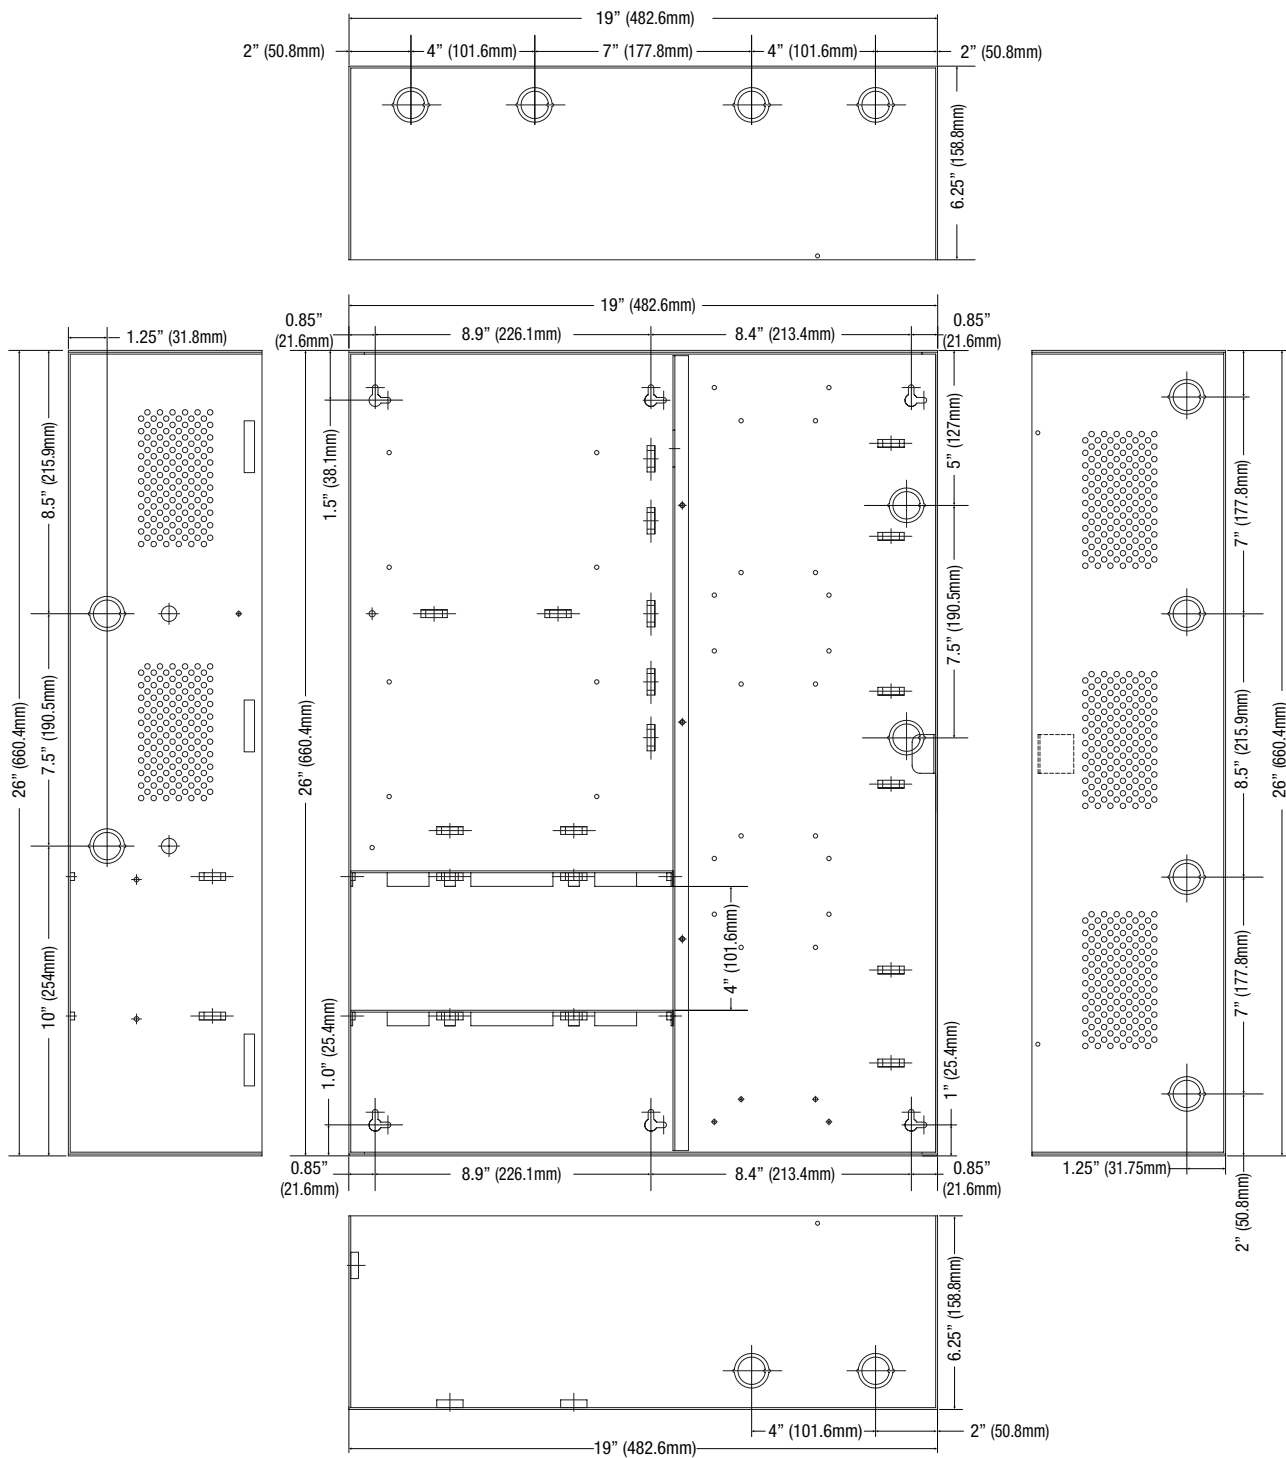 19” (482.6mm)
2” (50.8mm)
4” (101.6mm)
7” (177.8mm)
4” (101.6mm)
2” (50.8mm)
6.25” (158.8mm)
19” (482.6mm)
1.25” (31.8mm)
0.85”
(21.6mm)
8.9” (226.1mm)
8.4” (213.4mm)
0.85”
(21.6mm)
8.5” (215.9mm)
1.5” (38.1mm)
5” (127mm)
7” (177.8mm)
26” (660.4mm)
7.5” (190.5mm)
26” (660.4mm)
7.5” (190.5mm)
8.5” (215.9mm)
26” (660.4mm)
10” (254mm)
4” (101.6mm)
7” (177.8mm)
1.0” (25.4mm)
1” (25.4mm)
0.85”
(21.6mm)
8.9” (226.1mm)
8.4” (213.4mm)
0.85”
(21.6mm)
1.25” (31.75mm)
2” (50.8mm)
6.25” (158.8mm)
4” (101.6mm)
2” (50.8mm)
19” (482.6mm)